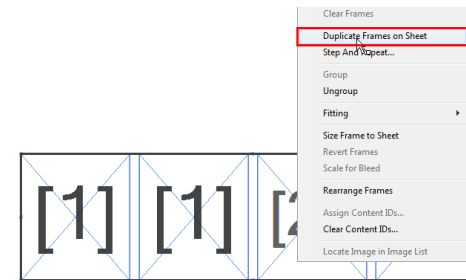 Clear Frames
Duplicate Frames on Sheet
Step And Repeat...
Group
Ungroup
Fitting
Size Frame to Sheet
Revert Frames
Scale for Bleed
Rearrange Frames
Assign Content IDs...
Clear Content IDs...
Locate Image in Image List
[1] [1] [2